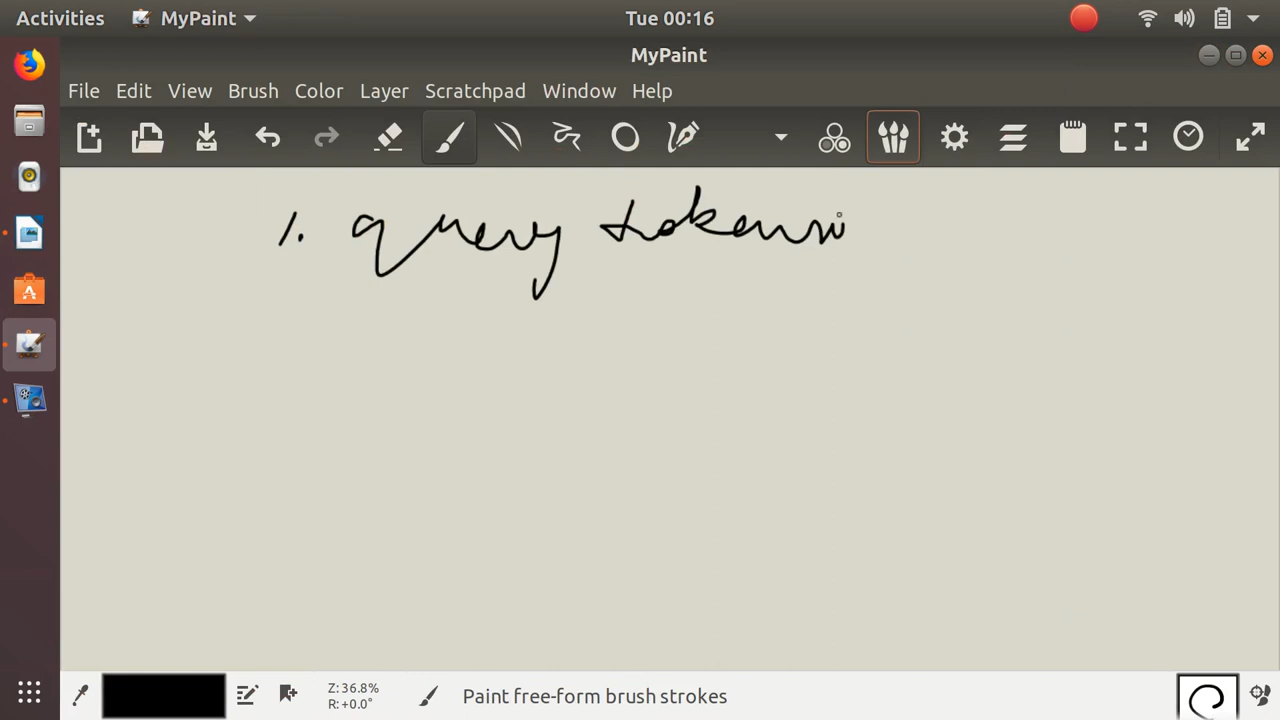 Activities MyPaint Tue 00:16
MyPaint
File Edit View Brush Color Layer Scratchpad Window Help
1. query tokeni
Z: 36.8%
R: +0.0°
Paint free-form brush strokes